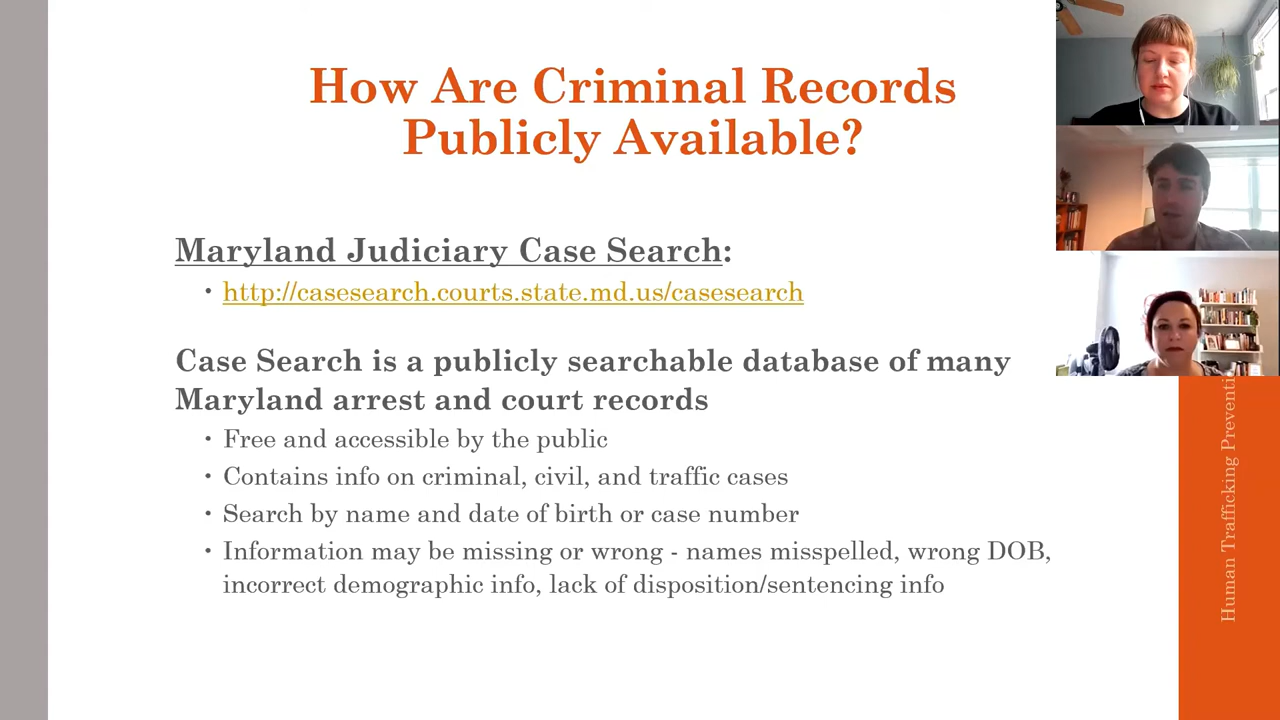 How Are Criminal Records
Publicly Available?
Maryland Judiciary Case Search:
• http://casesearch.courts.state.md.us/casesearch
Case Search is a publicly searchable database of many
Maryland arrest and court records
• Free and accessible by the public
• Contains info on criminal, civil, and traffic cases
• Search by name and date of birth or case number
• Information may be missing or wrong - names misspelled, wrong DOB,
incorrect demographic info, lack of disposition/sentencing info
Human Trafficking Preventi